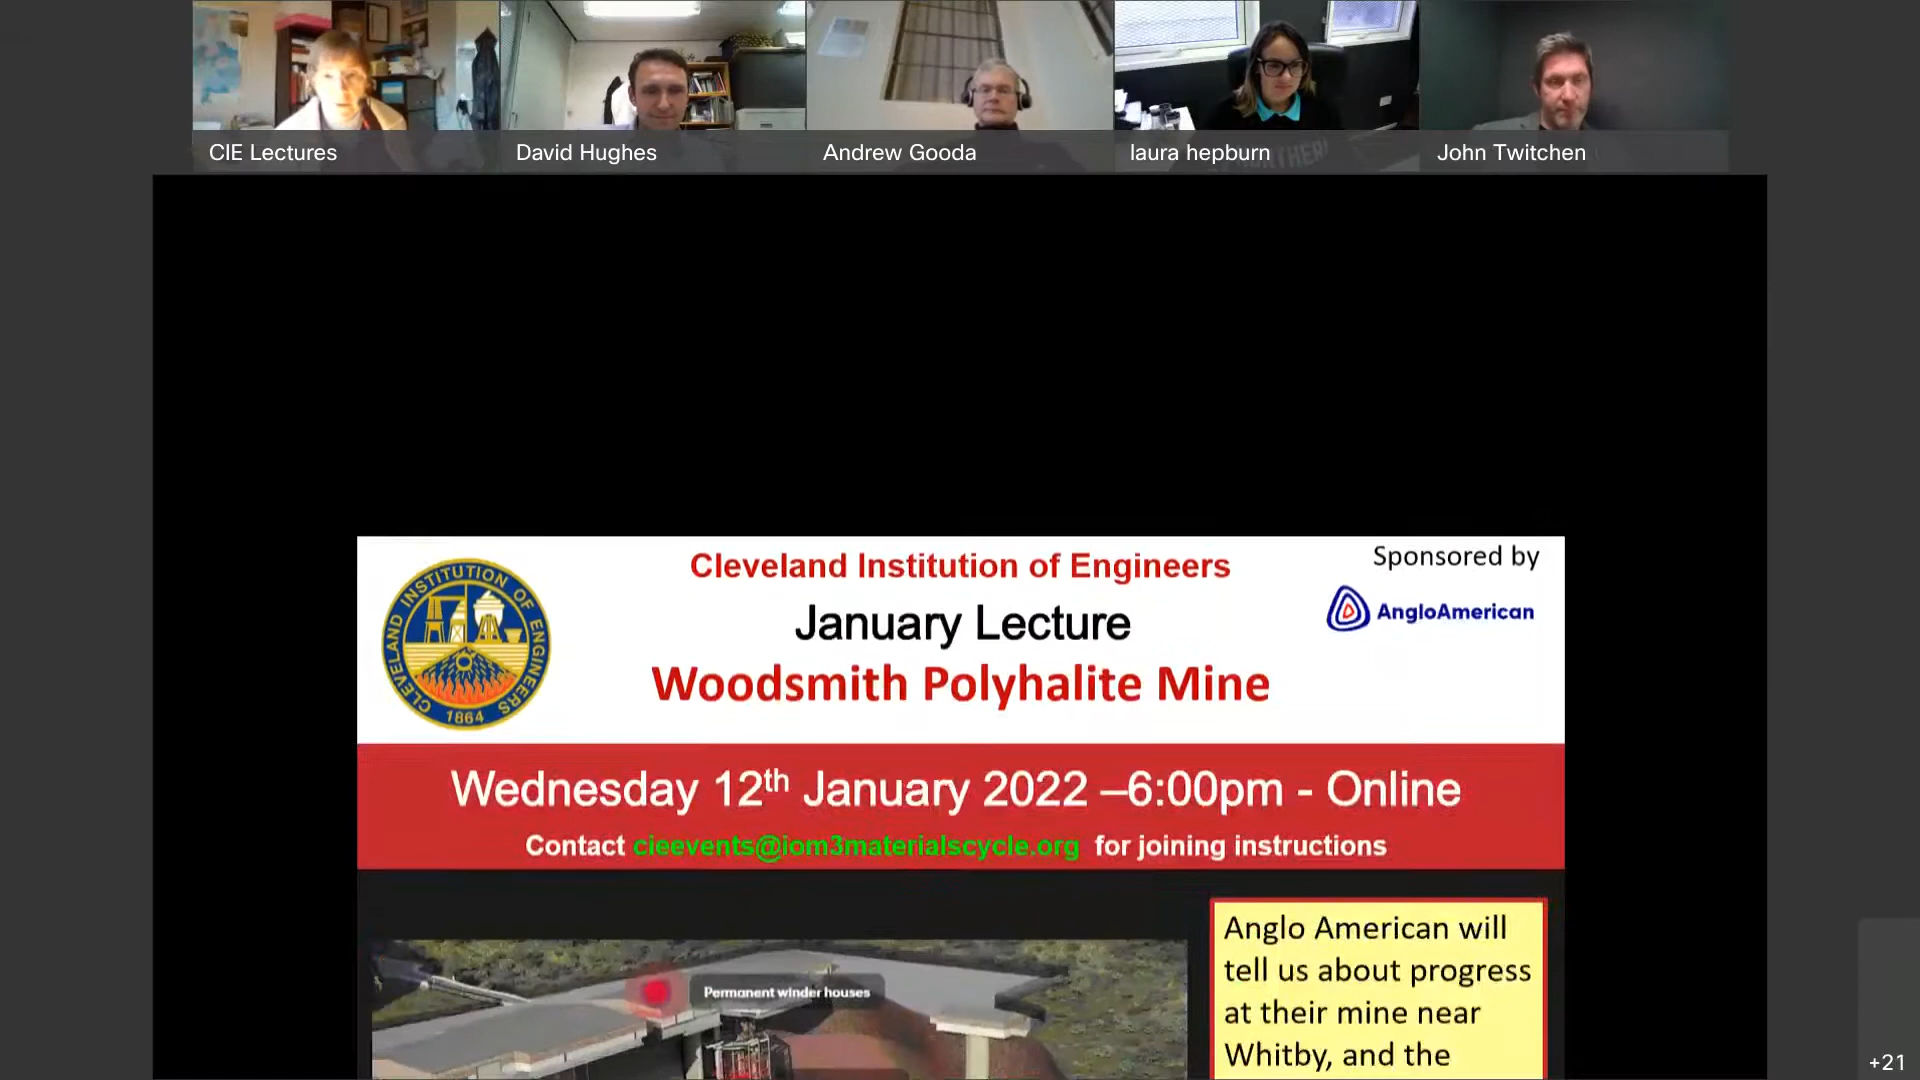 CIE Lectures
David Hughes
Andrew Gooda
laura hepburn
John Twitchen
Cleveland Institution of Engineers
Sponsored by
AngloAmerican
January Lecture
Woodsmith Polyhalite Mine
CLEVELAND INSTITUTION OF ENGINEERS
1864
Wednesday 12th January 2022 –6:00pm - Online
Contact cieevents@iom3materialscycle.org for joining instructions
Permanent winder houses
Anglo American will
tell us about progress
at their mine near
Whitby, and the
+21